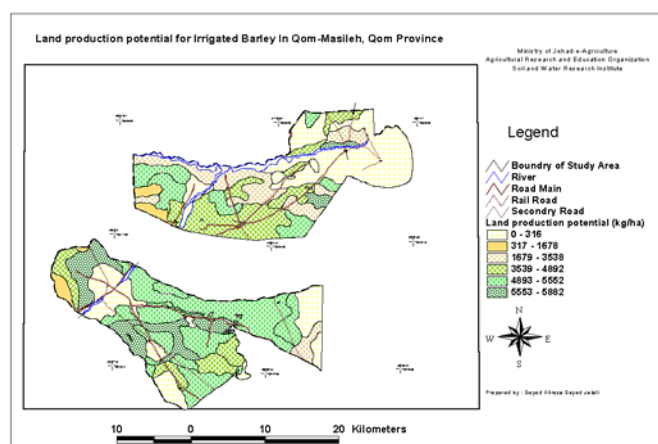 Land production potential for Irrigated Barley In Qom-Masileh, Qom Province
Ministry of Jehad-e-Agriculture
Agricultural Research and Education Organization
Soil and Water Research Institute
Legend
Boundry of Study Area
River
Road Main
Rail Road
Secondry Road
Land production potential (kg/ha)
0 - 316
317 - 1678
1679 - 3538
3539 - 4892
4893 - 5552
5553 - 5882
N
W E
S
Prepared by : Seyed Alireza Seyed Jalali
10 0 10 20 Kilometers